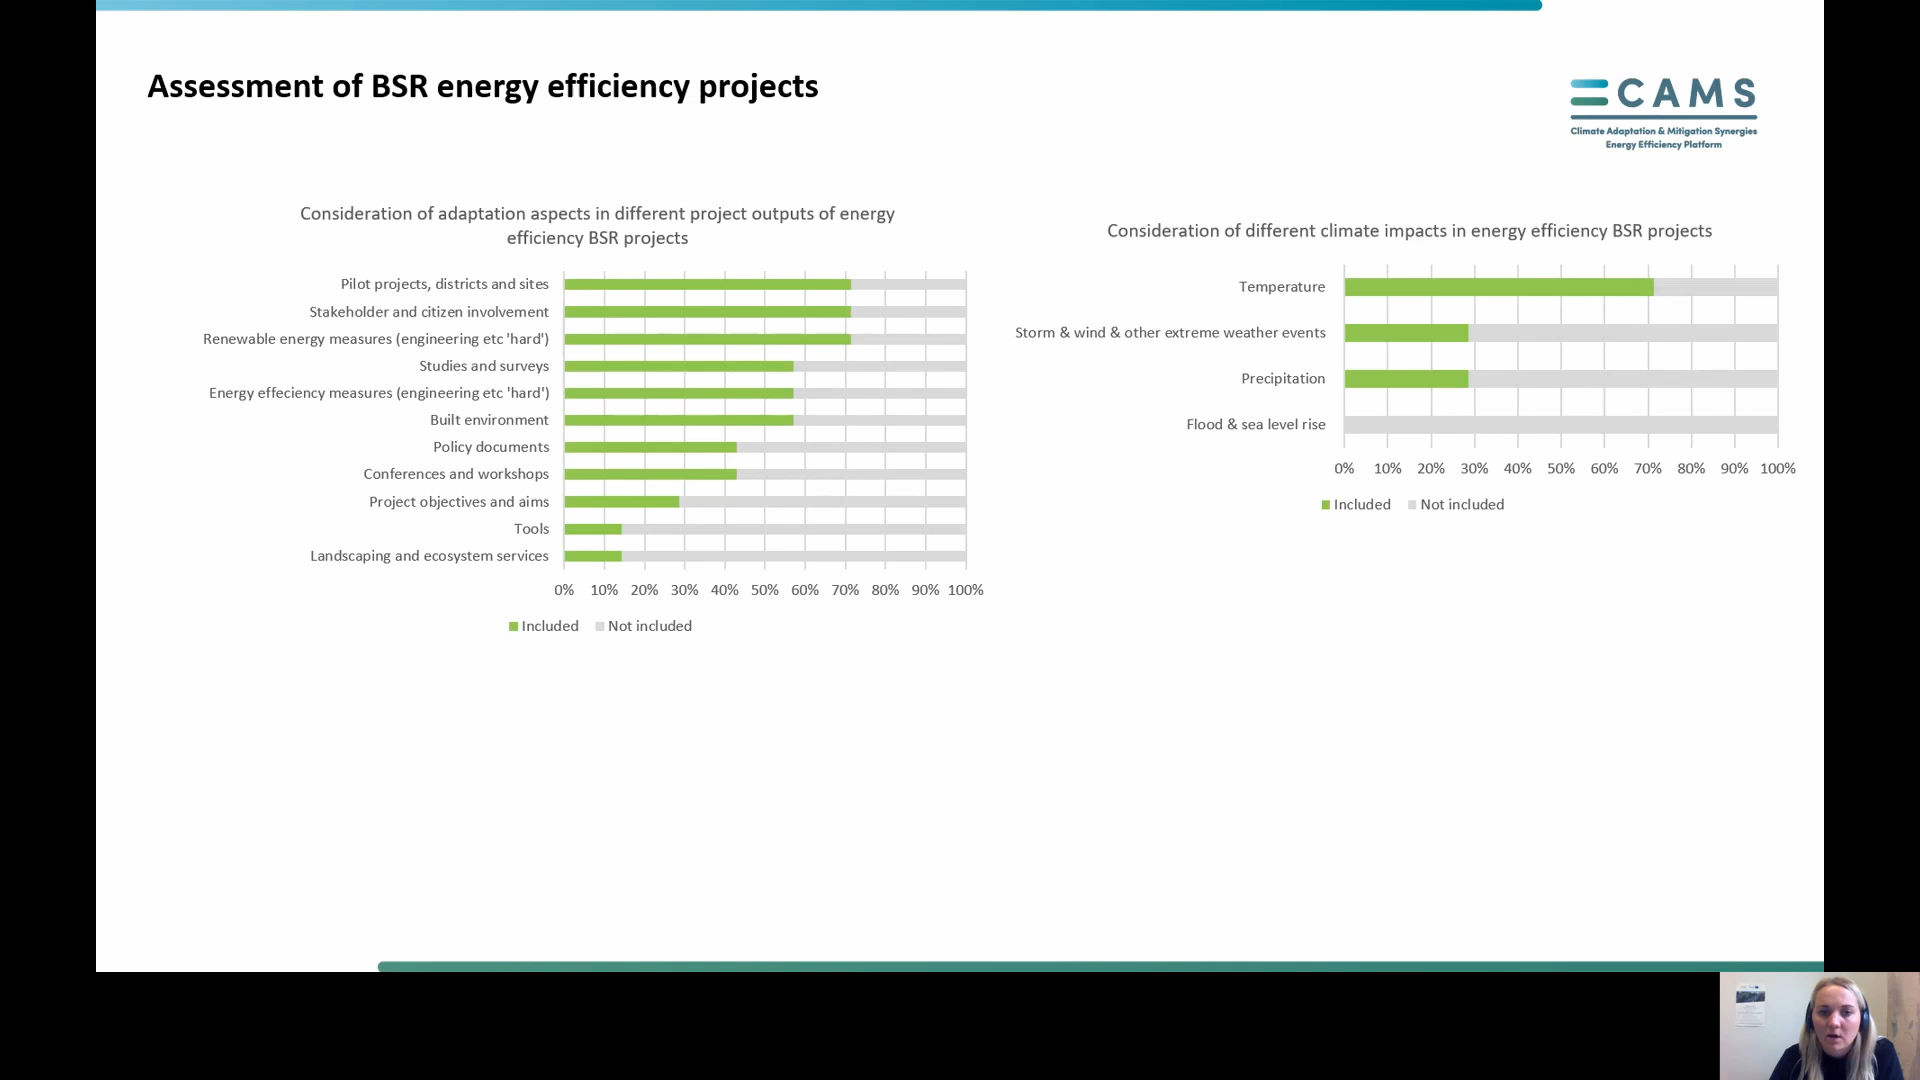 Assessment of BSR energy efficiency projects
CAMS
Climate Adaptation & Mitigation Synergies
Energy Efficiency Platform
Consideration of adaptation aspects in different project outputs of energy
efficiency BSR projects
Pilot projects, districts and sites
Stakeholder and citizen involvement
Renewable energy measures (engineering etc 'hard')
Studies and surveys
Energy effeciency measures (engineering etc 'hard')
Built environment
Policy documents
Conferences and workshops
Project objectives and aims
Tools
Landscaping and ecosystem services
0% 10% 20% 30% 40% 50% 60% 70% 80% 90% 100%
Included Not included
Consideration of different climate impacts in energy efficiency BSR projects
Temperature
Storm & wind & other extreme weather events
Precipitation
Flood & sea level rise
0% 10% 20% 30% 40% 50% 60% 70% 80% 90% 100%
Included Not included